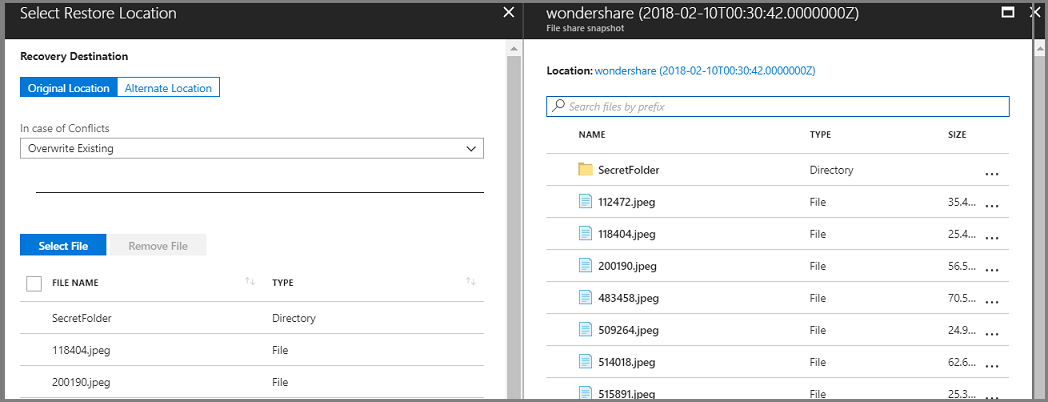 Select Restore Location
Recovery Destination
Original Location Alternate Location
In case of Conflicts
Overwrite Existing
Select File Remove File
FILE NAME TYPE
SecretFolder Directory
118404.jpeg File
200190.jpeg File
wondershare (2018-02-10T00:30:42.0000000Z)
File share snapshot
Location: wondershare (2018-02-10T00:30:42.0000000Z)
Search files by prefix
NAME TYPE SIZE
SecretFolder Directory ...
112472.jpeg File 35.4... ...
118404.jpeg File 25.4... ...
200190.jpeg File 56.5... ...
483458.jpeg File 70.5... ...
509264.jpeg File 24.9... ...
514018.jpeg File 62.6... ...
515891.jpeg File 25.3... ...